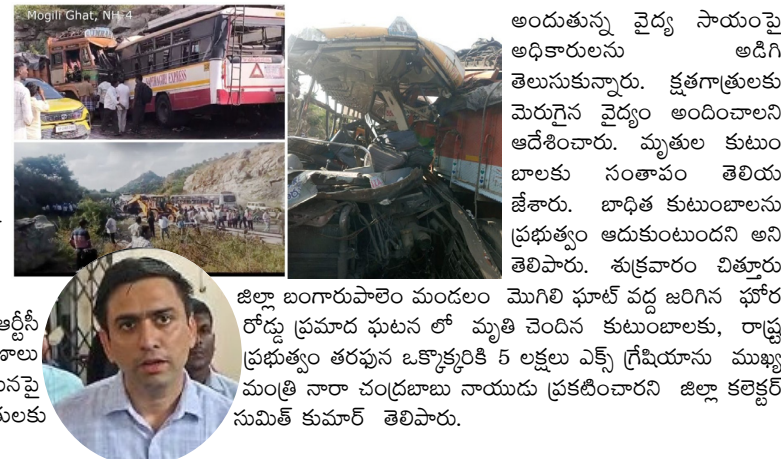 Mogili Ghat, NH-4
అందుతున్న వైద్య సాయంపై
అధికారులను అడిగి
తెలుసుకున్నారు. క్షతగాత్రులకు
మెరుగైన వైద్యం అందించాలని
ఆదేశించారు. మృతుల కుటుం
బాలకు సంతాపం తెలియ
జేశారు. బాధిత కుటుంబాలను
ప్రభుత్వం ఆదుకుంటుందని అని
తెలిపారు. శుక్రవారం చిత్తూరు
జిల్లా బంగారుపాలెం మండలం మొగిలి ఘాట్ వద్ద జరిగిన ఘోర
ఆర్టీసీ రోడ్డు ప్రమాద ఘటన లో మృతి చెందిన కుటుంబాలకు, రాష్ట్ర
ప్రభుత్వం తరఫున ఒక్కొక్కరికి 5 లక్షలు ఎక్స్ గ్రేషియాను ముఖ్య
మంత్రి నారా చంద్రబాబు నాయుడు ప్రకటించారని జిల్లా కలెక్టర్
సుమిత్ కుమార్ తెలిపారు.